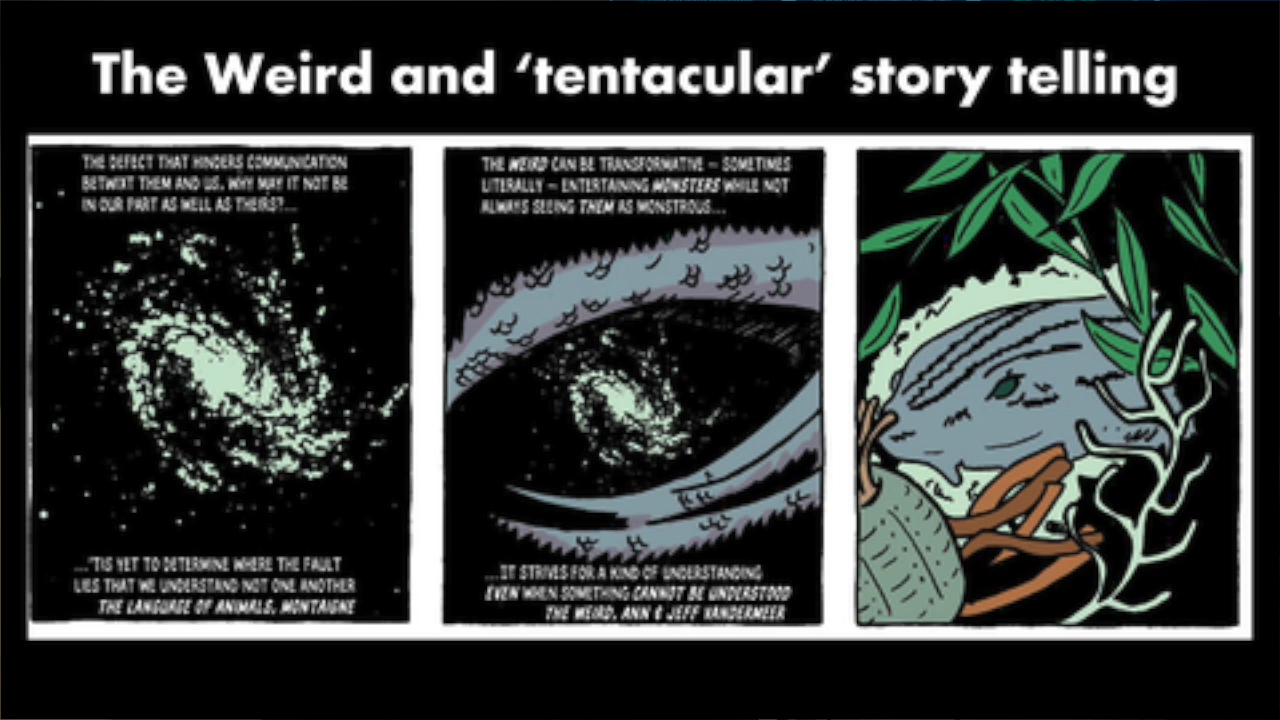 The Weird and ‘tentacular’ story telling
THE DEFECT THAT HINDERS COMMUNICATION
BETWIXT THEM AND US, WHY MAY IT NOT BE
IN OUR PART AS WELL AS THEIRS?...
...'TIS YET TO DETERMINE WHERE THE FAULT
LIES THAT WE UNDERSTAND NOT ONE ANOTHER
THE LANGUAGE OF ANIMALS, MONTAIGNE
THE WEIRD CAN BE TRANSFORMATIVE – SOMETIMES
LITERALLY – ENTERTAINING MONSTERS WHILE NOT
ALWAYS SEEING THEM AS MONSTROUS...
...IT STRIVES FOR A KIND OF UNDERSTANDING
EVEN WHEN SOMETHING CANNOT BE UNDERSTOOD
THE WEIRD, ANN & JEFF VANDERMEER